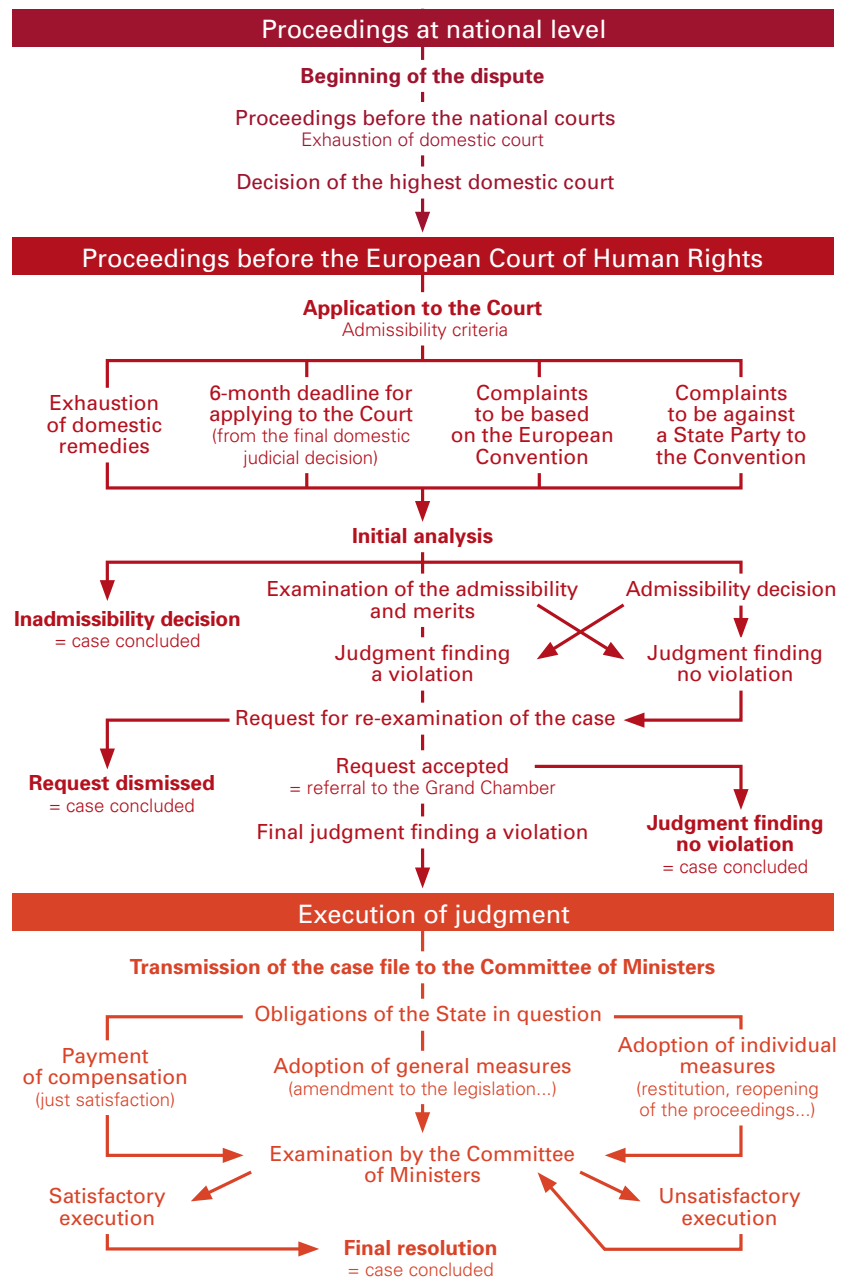 Proceedings at national level
Beginning of the dispute
Proceedings before the national courts
Exhaustion of domestic court
Decision of the highest domestic court
Proceedings before the European Court of Human Rights
Application to the Court
Admissibility criteria
Exhaustion
of domestic
remedies
6-month deadline for
applying to the Court
(from the final domestic
judicial decision)
Complaints
to be based
on the European
Convention
Complaints
to be against
a State Party to
the Convention
Initial analysis
Inadmissibility decision
= case concluded
Examination of the admissibility
and merits
Admissibility decision
Judgment finding
a violation
Judgment finding
no violation
Request for re-examination of the case
Request dismissed
= case concluded
Request accepted
= referral to the Grand Chamber
Final judgment finding a violation
Judgment finding
no violation
= case concluded
Execution of judgment
Transmission of the case file to the Committee of Ministers
Obligations of the State in question
Payment
of compensation
(just satisfaction)
Adoption of general measures
(amendment to the legislation...)
Adoption of individual
measures
(restitution, reopening
of the proceedings...)
Examination by the Committee
of Ministers
Satisfactory
execution
Unsatisfactory
execution
Final resolution
= case concluded